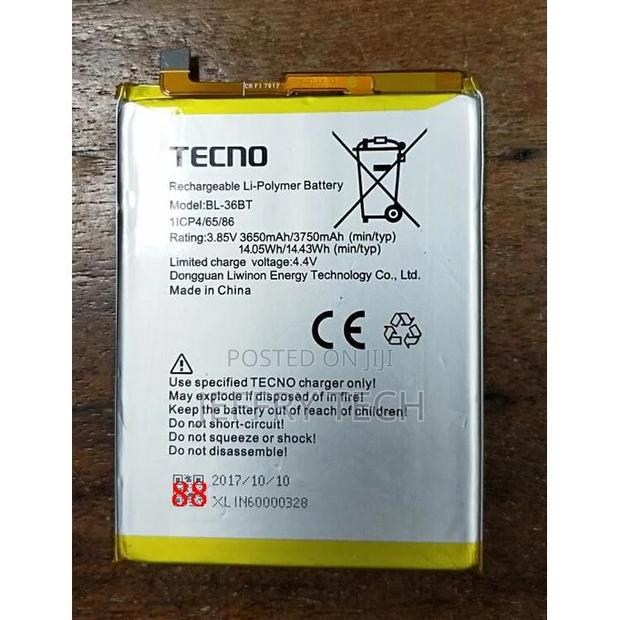 CR FI 7917
TECNO
Rechargeable Li-Polymer Battery
Model:BL-36BT
1ICP4/65/86
Rating:3.85V 3650mAh/3750mAh (min/typ)
14.05Wh/14.43Wh (min/typ)
Limited charge voltage:4.4V
Dongguan Liwinon Energy Technology Co., Ltd.
Made in China
CE
POSTED ON JIJI
Use specified TECNO charger only!
May explode if disposed of in fire!
JEFFRY TECH
Keep the battery out of reach of children!
Do not short-circuit!
Do not squeeze or shock!
Do not disassemble!
2017/10/10
88
XLIN60000328